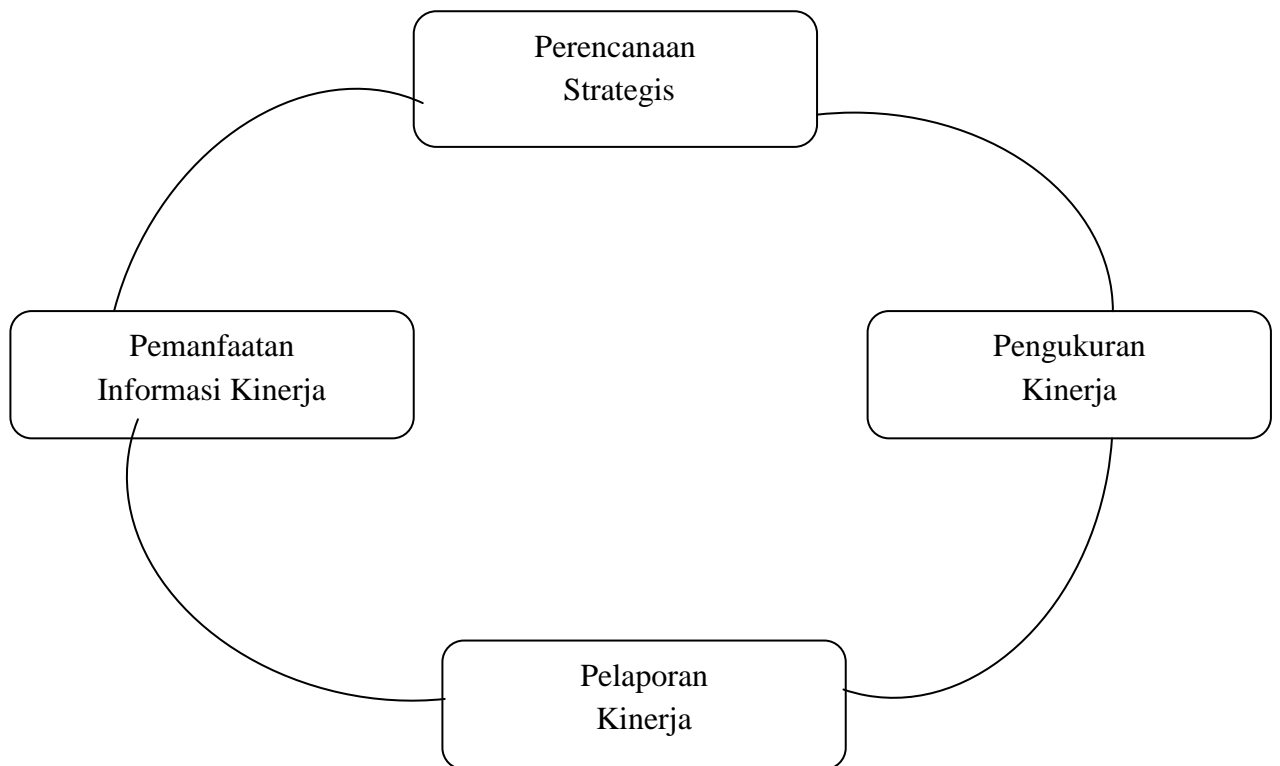 Perencanaan
Strategis
Pemanfaatan
Informasi Kinerja
Pengukuran
Kinerja
Pelaporan
Kinerja